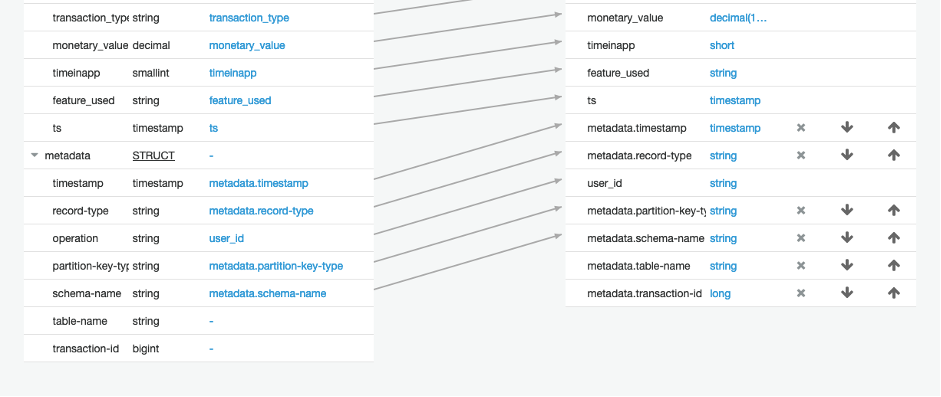 transaction_type string transaction_type
monetary_value decimal monetary_value
timeinapp smallint timeinapp
feature_used string feature_used
ts timestamp ts
metadata STRUCT -
timestamp timestamp metadata.timestamp
record-type string metadata.record-type
operation string user_id
partition-key-typ string metadata.partition-key-type
schema-name string metadata.schema-name
table-name string -
transaction-id bigint -
monetary_value decimal(1...
timeinapp short
feature_used string
ts timestamp
metadata.timestamp timestamp
metadata.record-type string
user_id string
metadata.partition-key-ty string
metadata.schema-name string
metadata.table-name string
metadata.transaction-id long